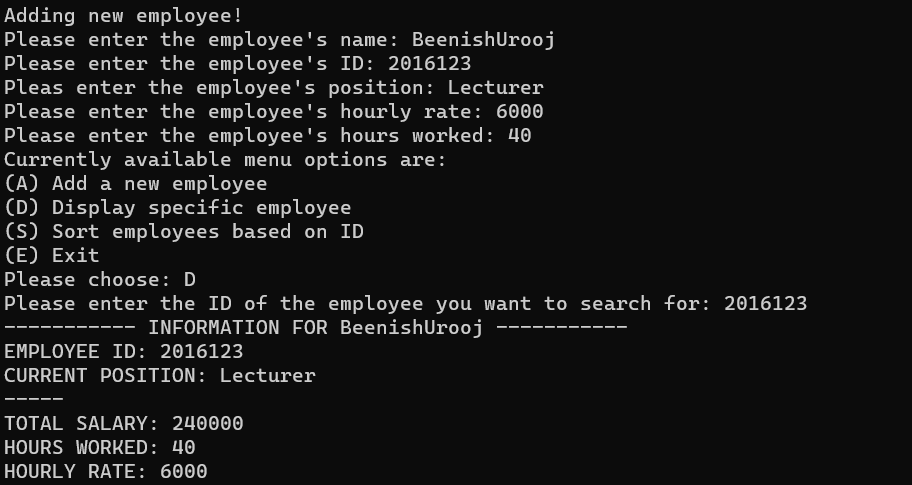 Adding new employee!
Please enter the employee's name: BeenishUrooj
Please enter the employee's ID: 2016123
Pleas enter the employee's position: Lecturer
Please enter the employee's hourly rate: 6000
Please enter the employee's hours worked: 40
Currently available menu options are:
(A) Add a new employee
(D) Display specific employee
(S) Sort employees based on ID
(E) Exit
Please choose: D
Please enter the ID of the employee you want to search for: 2016123
----------- INFORMATION FOR BeenishUrooj -----------
EMPLOYEE ID: 2016123
CURRENT POSITION: Lecturer
-----
TOTAL SALARY: 240000
HOURS WORKED: 40
HOURLY RATE: 6000